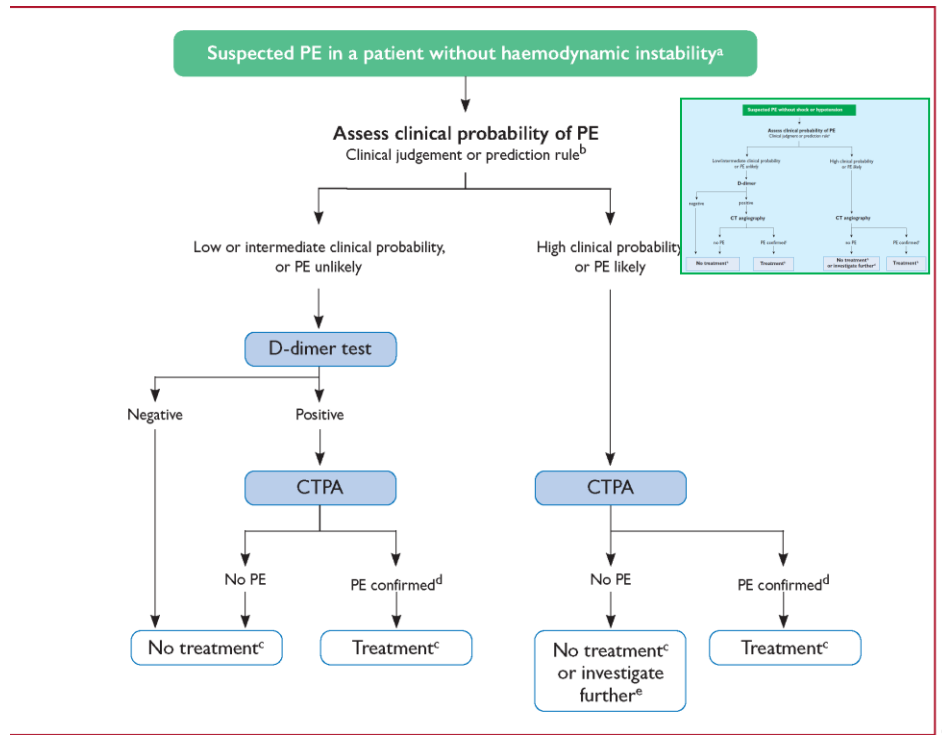 Suspected PE in a patient without haemodynamic instabilityᵃ
Assess clinical probability of PE
Clinical judgement or prediction ruleᵇ
Low or intermediate clinical probability,
or PE unlikely
High clinical probability
or PE likely
D-dimer test
Negative
Positive
CTPA
CTPA
No PE
PE confirmedᵈ
No PE
PE confirmedᵈ
No treatmentᶜ
Treatmentᶜ
No treatmentᶜ
or investigate
furtherᵉ
Treatmentᶜ
Suspected PE without shock or hypotension
Assess clinical probability of PE
Clinical judgment or prediction rule
Low/intermediate clinical probability
or PE unlikely
High clinical probability
or PE likely
D-dimer
negative
positive
CT angiography
CT angiography
no PE
PE confirmed
no PE
PE confirmed
No treatment
Treatment
No treatment
or investigate further
Treatment